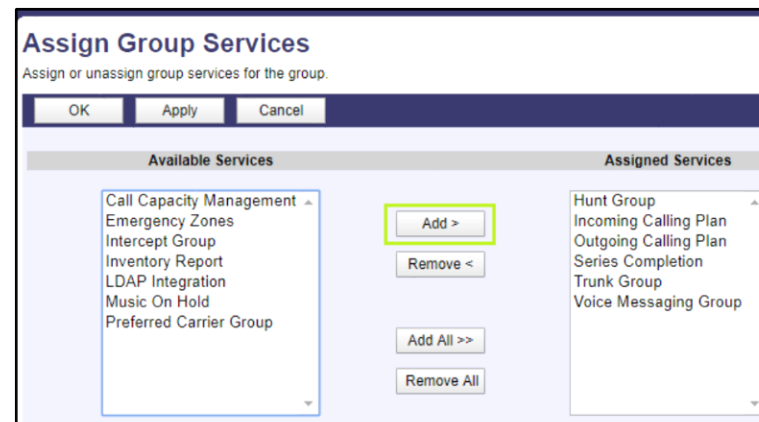 Assign Group Services
Assign or unassign group services for the group.
OK Apply Cancel
Available Services
Assigned Services
Call Capacity Management
Emergency Zones
Intercept Group
Inventory Report
LDAP Integration
Music On Hold
Preferred Carrier Group
Add >
Remove <
Add All >>
Remove All
Hunt Group
Incoming Calling Plan
Outgoing Calling Plan
Series Completion
Trunk Group
Voice Messaging Group